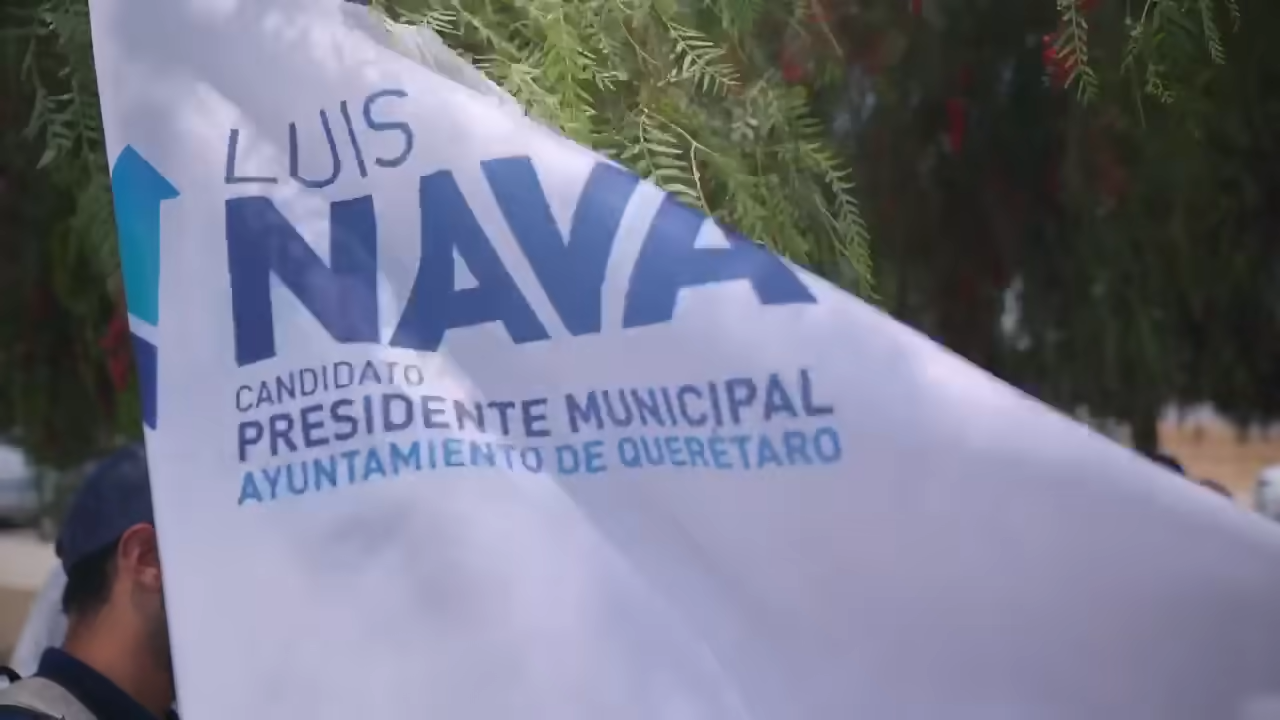 LUIS
NAVA
CANDIDATO
PRESIDENTE MUNICIPAL
AYUNTAMIENTO DE QUERÉTARO